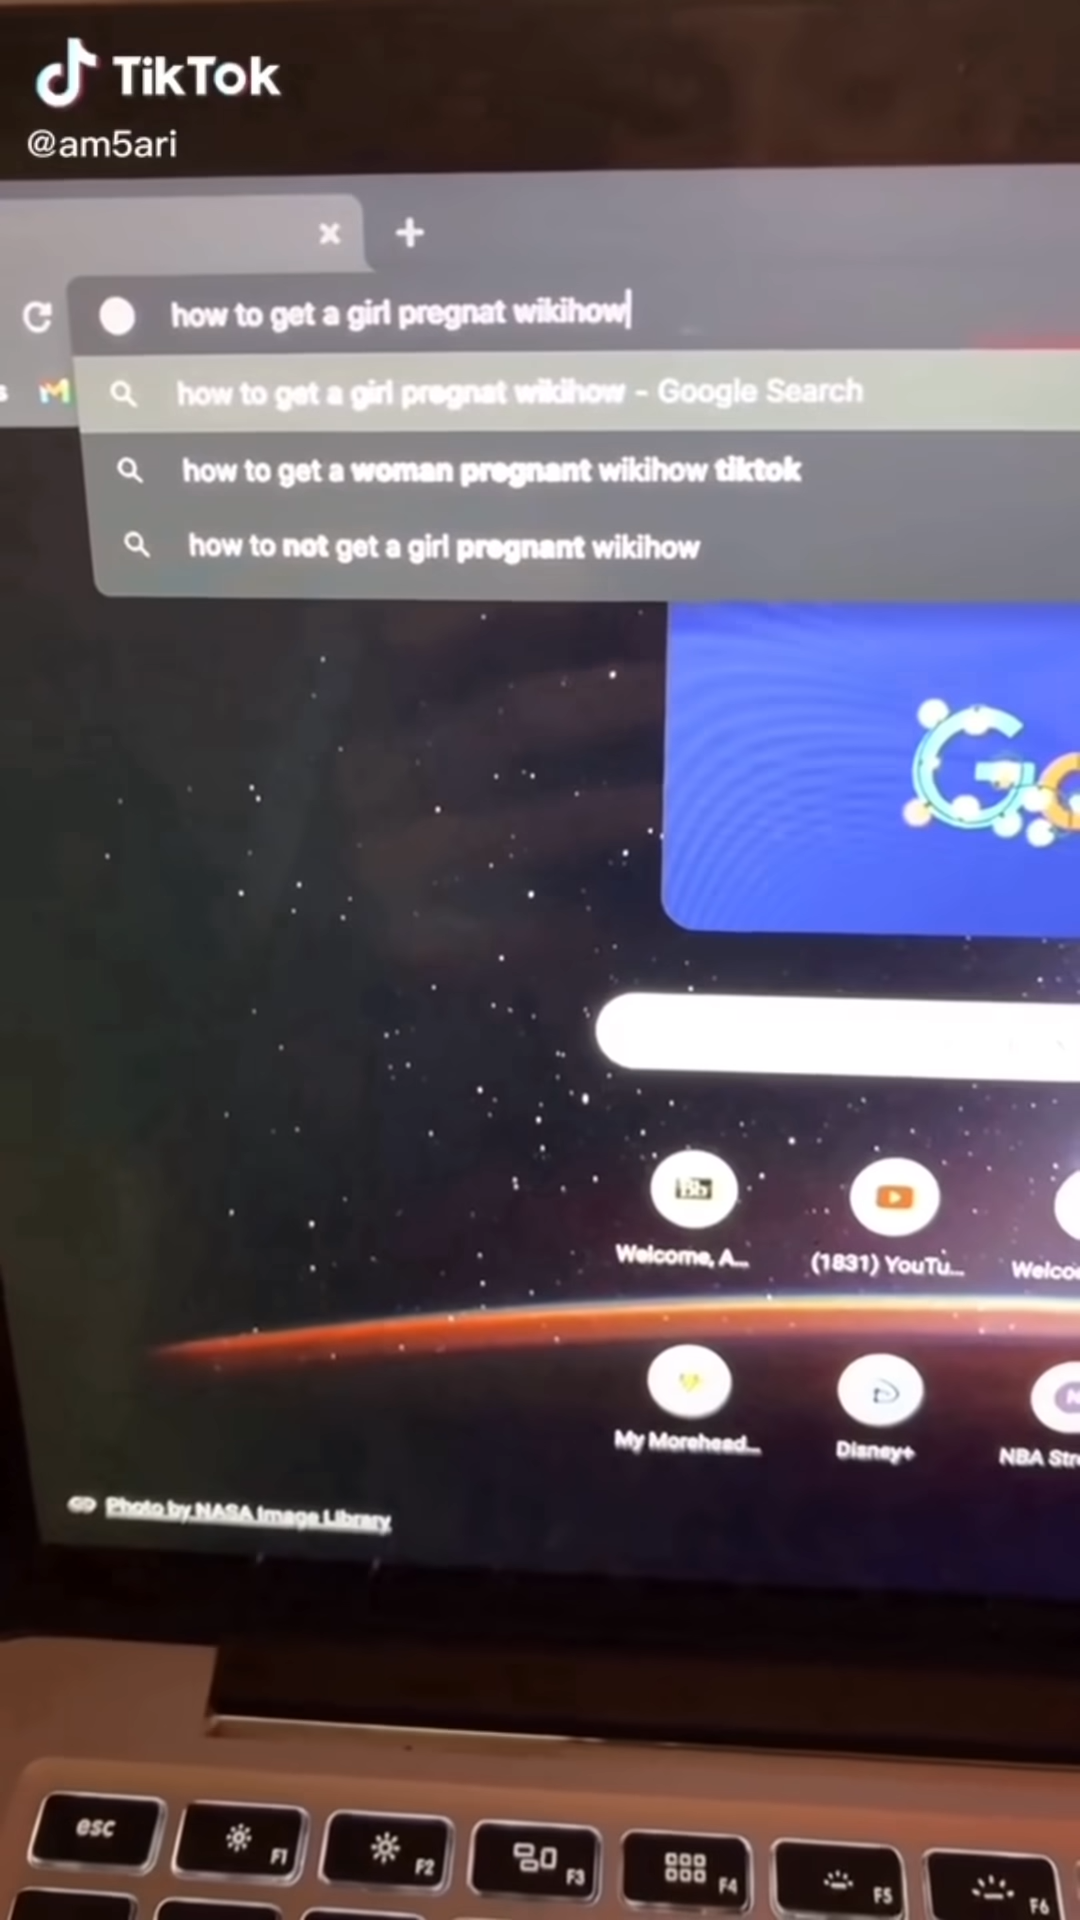 TikTok
@am5ari
how to get a girl pregnat wikihow
how to get a girl pregnat wikihow - Google Search
how to get a woman pregnant wikihow tiktok
how to not get a girl pregnant wikihow
Bb
Welcome, A...
(1831) YouTu...
My Morehead...
Disney+
NBA Str
Photo by NASA Image Library
esc
F1
F2
F3
F4
F5
F6